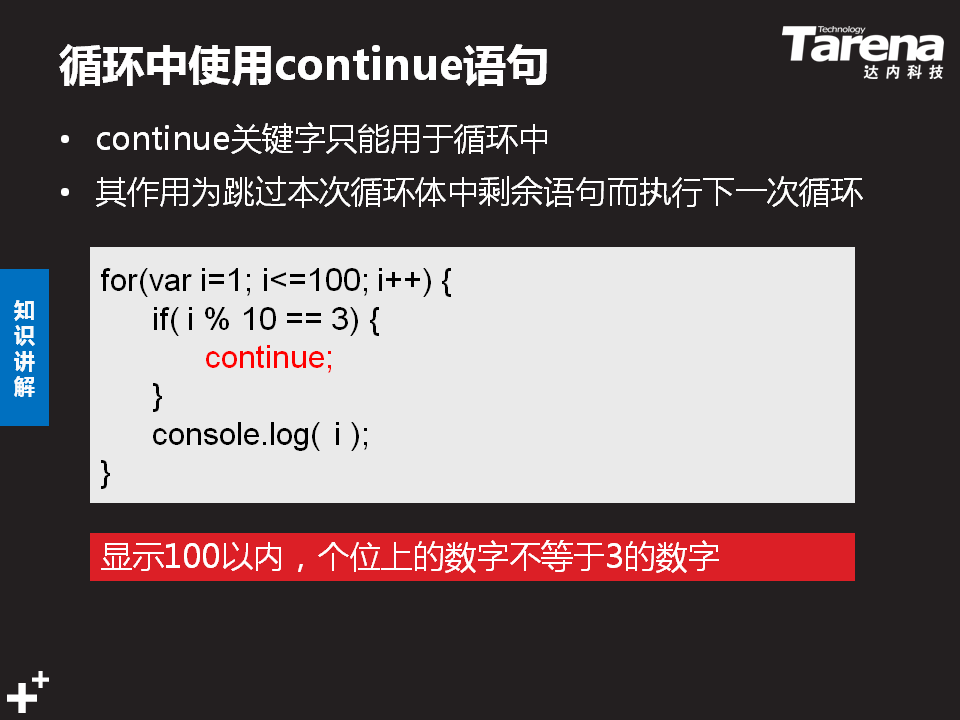 循环中使用continue语句
Technology
Tarena
达内科技
• continue关键字只能用于循环中
• 其作用为跳过本次循环体中剩余语句而执行下一次循环
知识讲解
for(var i=1; i<=100; i++) {
if( i % 10 == 3) {
continue;
}
console.log( i );
}
显示100以内，个位上的数字不等于3的数字